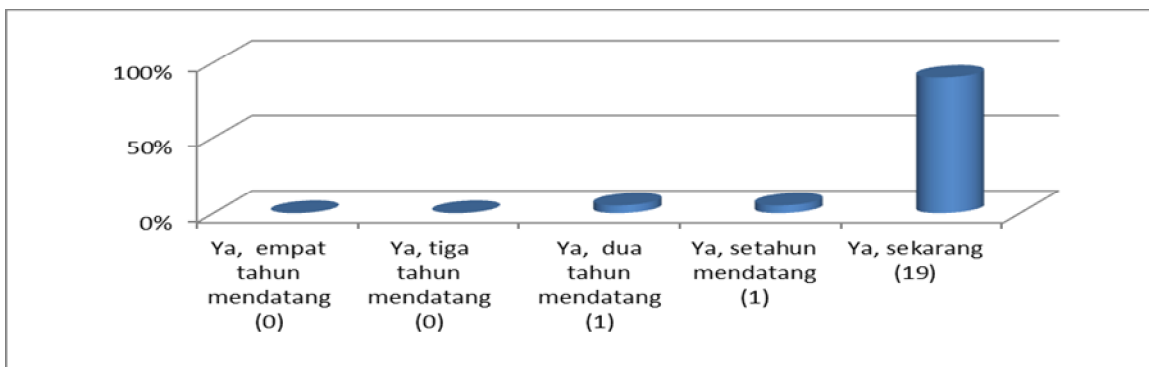 100%
50%
0%
Ya, empat tahun mendatang (0)
Ya, tiga tahun mendatang (0)
Ya, dua tahun mendatang (1)
Ya, setahun mendatang (1)
Ya, sekarang (19)